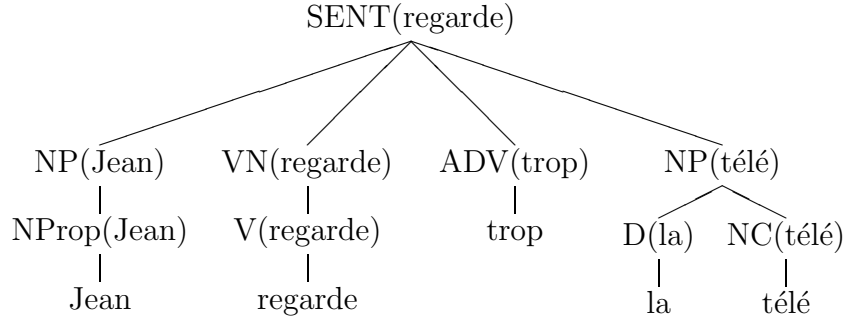 SENT(regarde)
NP(Jean) VN(regarde) ADV(trop) NP(télé)
NProp(Jean) V(regarde) trop D(la) NC(télé)
Jean regarde la télé